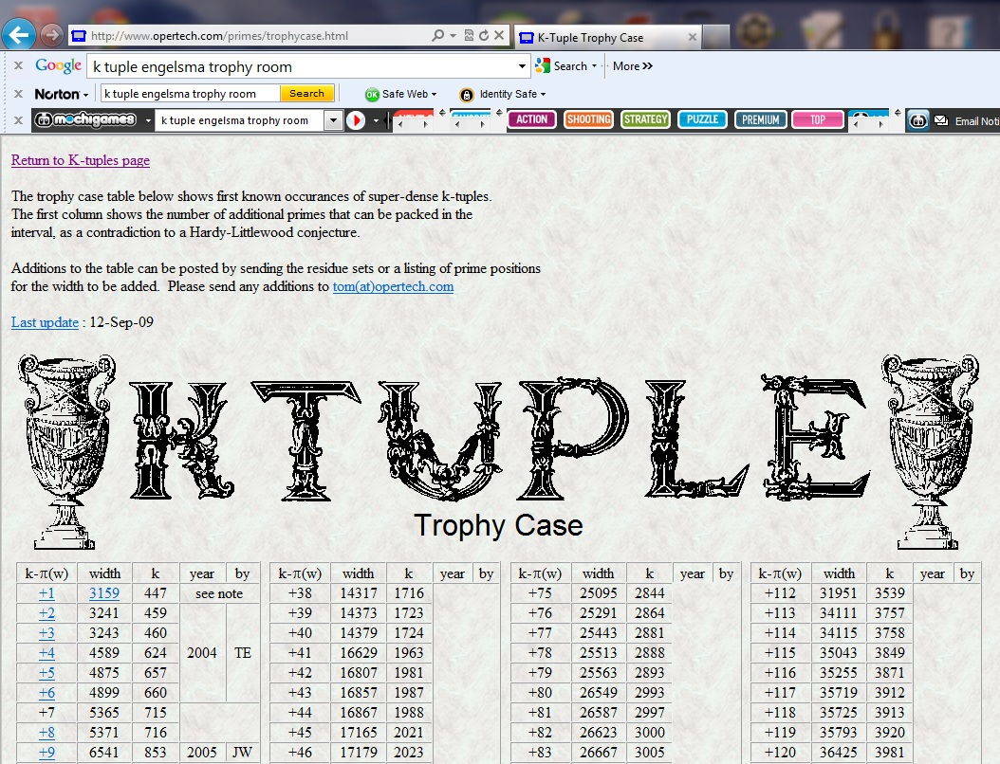 http://www.opertech.com/primes/trophycase.html
K-Tuple Trophy Case
x Google k tuple engelsma trophy room Search More »
x Norton k tuple engelsma trophy room Search OK Safe Web Identity Safe
x mochigames k tuple engelsma trophy room ACTION SHOOTING STRATEGY PUZZLE PREMIUM TOP Email Noti
Return to K-tuples page
The trophy case table below shows first known occurances of super-dense k-tuples.
The first column shows the number of additional primes that can be packed in the
interval, as a contradiction to a Hardy-Littlewood conjecture.
Additions to the table can be posted by sending the residue sets or a listing of prime positions
for the width to be added. Please send any additions to tom(at)opertech.com
Last update : 12-Sep-09
K TUPLE
Trophy Case
k-π(w) width k year by k-π(w) width k year by k-π(w) width k year by k-π(w) width k year by
+1 3159 447 see note +38 14317 1716 +75 25095 2844 +112 31951 3539
+2 3241 459 +39 14373 1723 +76 25291 2864 +113 34111 3757
+3 3243 460 +40 14379 1724 +77 25443 2881 +114 34115 3758
+4 4589 624 2004 TE +41 16629 1963 +78 25513 2888 +115 35043 3849
+5 4875 657 +42 16807 1981 +79 25563 2893 +116 35255 3871
+6 4899 660 +43 16857 1987 +80 26549 2993 +117 35719 3912
+7 5365 715 +44 16867 1988 +81 26587 2997 +118 35725 3913
+8 5371 716 +45 17165 2021 +82 26623 3000 +119 35793 3920
+9 6541 853 2005 JW +46 17179 2023 +83 26667 3005 +120 36425 3981